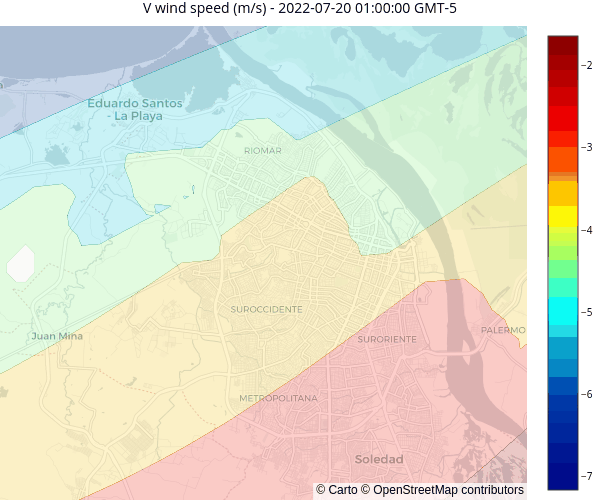 V wind speed (m/s) - 2022-07-20 01:00:00 GMT-5
Eduardo Santos
- La Playa
RIOMAR
SUROCCIDENTE
Juan Mina
SURORIENTE
PALERMO
METROPOLITANA
Soledad
© Carto © OpenStreetMap contributors
−2
−3
−4
−5
−6
−7